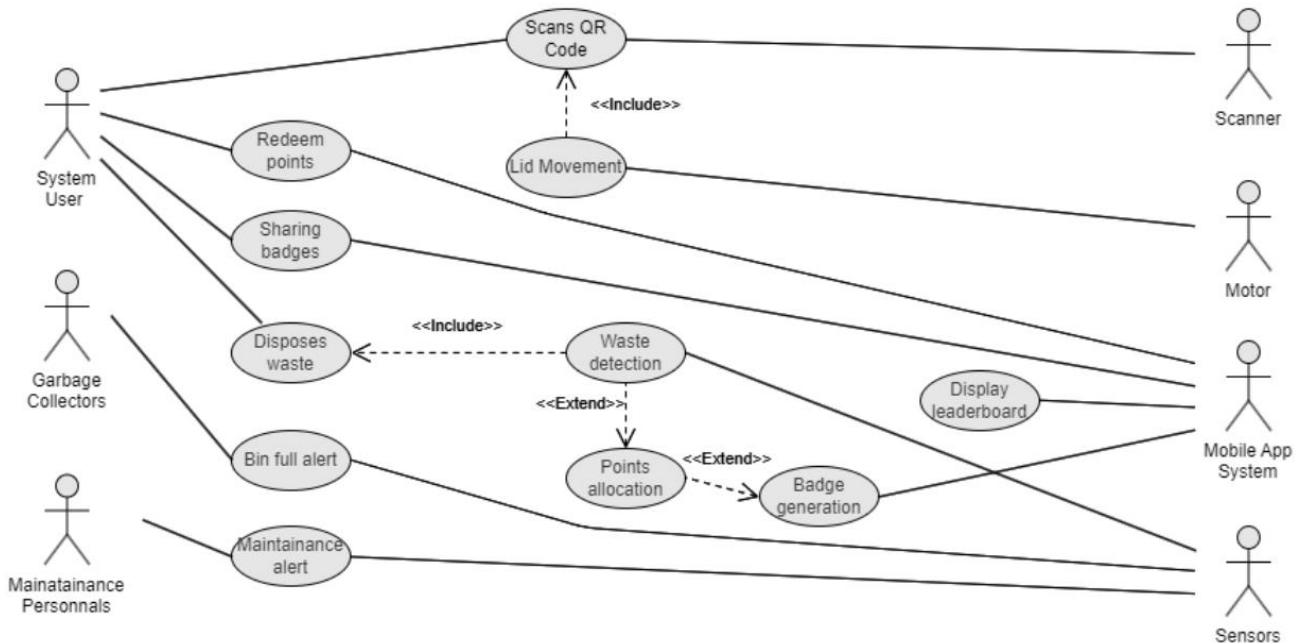 Scans QR
Code
<<Include>>
Scanner
Redeem
points
Lid Movement
System
User
Sharing
badges
Motor
<<Include>>
Disposes
waste
Waste
detection
Garbage
Collectors
Display
leaderboard
<<Extend>>
Mobile App
System
Bin full alert
Points
allocation
<<Extend>>
Badge
generation
Maintainance
alert
Mainatainance
Personnals
Sensors